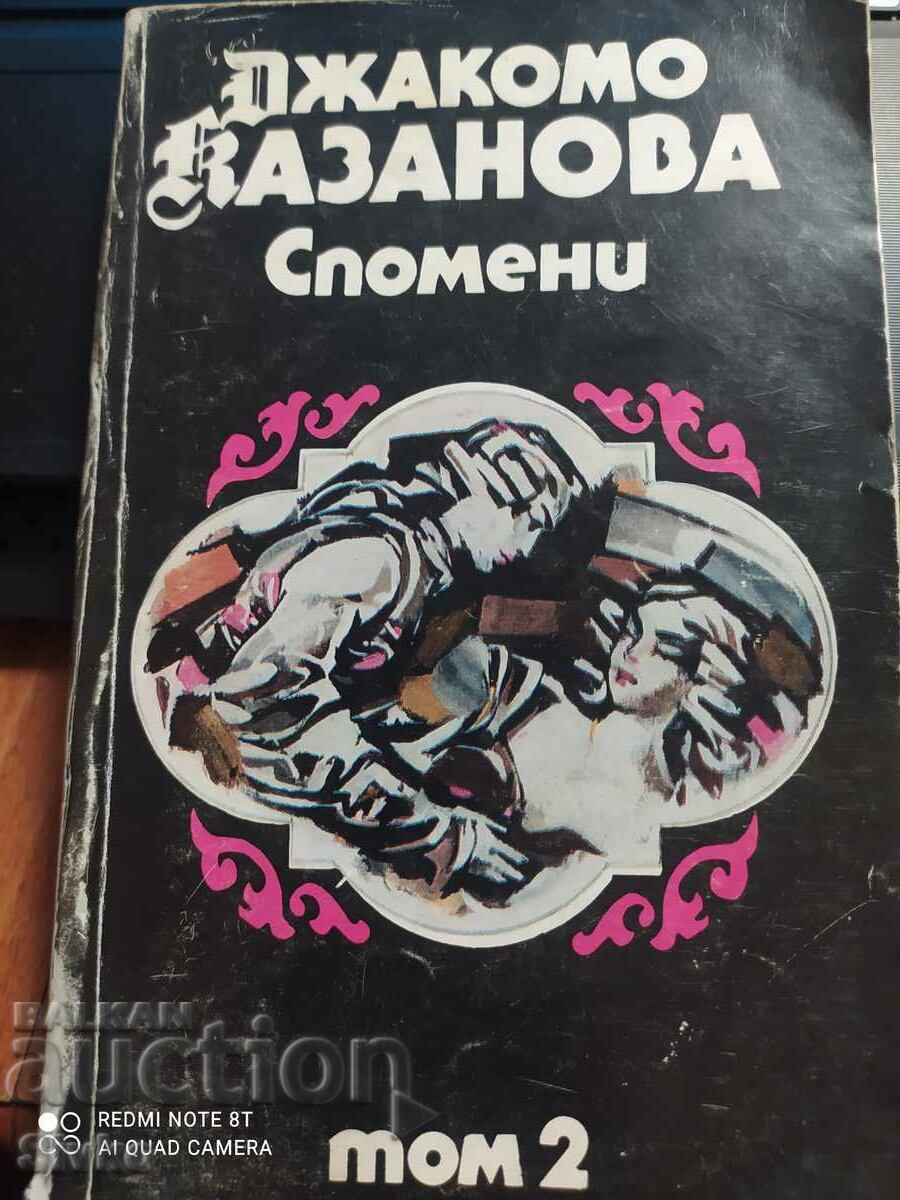 ДЖАКОМО
КАЗАНОВА
Спомени
BALKAN
auction
REDMI NOTE 8T
AI QUAD CAMERA
том 2